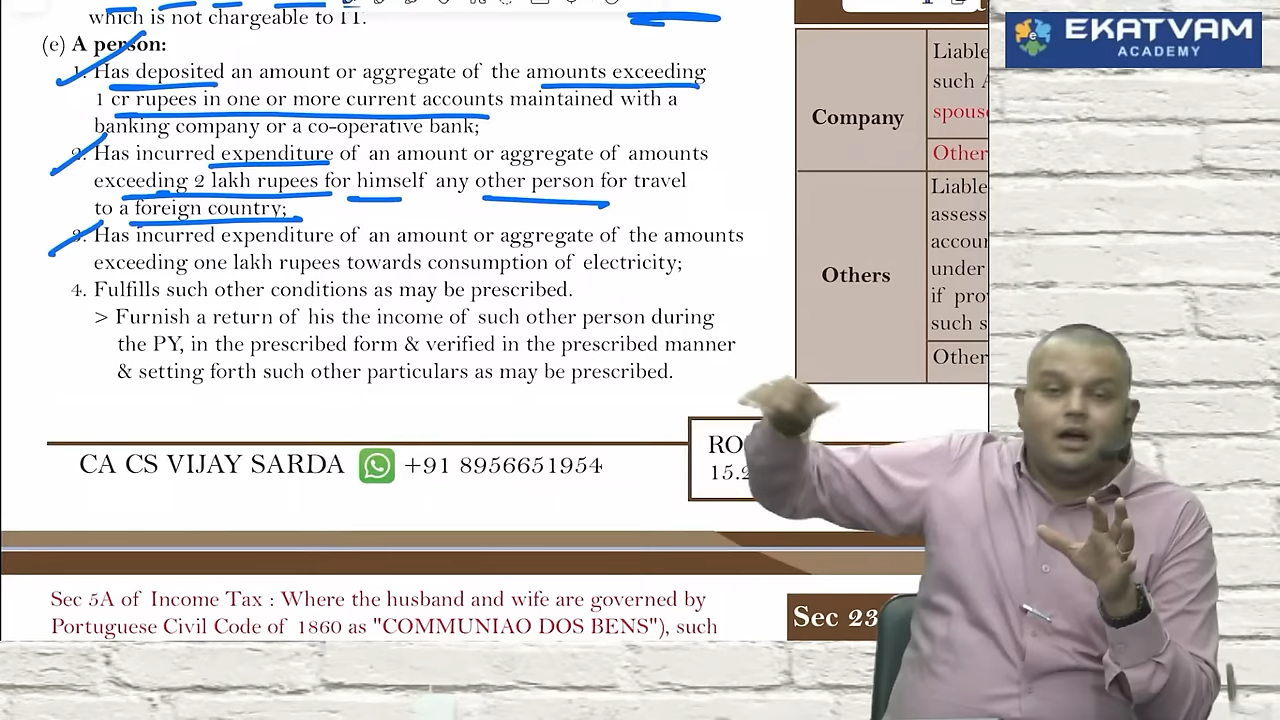 which is not chargeable to IT.
(e) A person:
1. Has deposited an amount or aggregate of the amounts exceeding
1 cr rupees in one or more current accounts maintained with a
banking company or a co-operative bank;
2. Has incurred expenditure of an amount or aggregate of amounts
exceeding 2 lakh rupees for himself any other person for travel
to a foreign country;
3. Has incurred expenditure of an amount or aggregate of the amounts
exceeding one lakh rupees towards consumption of electricity;
4. Fulfills such other conditions as may be prescribed.
> Furnish a return of his the income of such other person during
the PY, in the prescribed form & verified in the prescribed manner
& setting forth such other particulars as may be prescribed.
CA CS VIJAY SARDA +91 8956651954
RO
15.2
Sec 5A of Income Tax : Where the husband and wife are governed by
Portuguese Civil Code of 1860 as "COMMUNIAO DOS BENS"), such
Company
Liable
such
spous
Other
Others
Liable
assess
accou
under
if pro
such s
Other
Sec 23
EKATVAM
ACADEMY